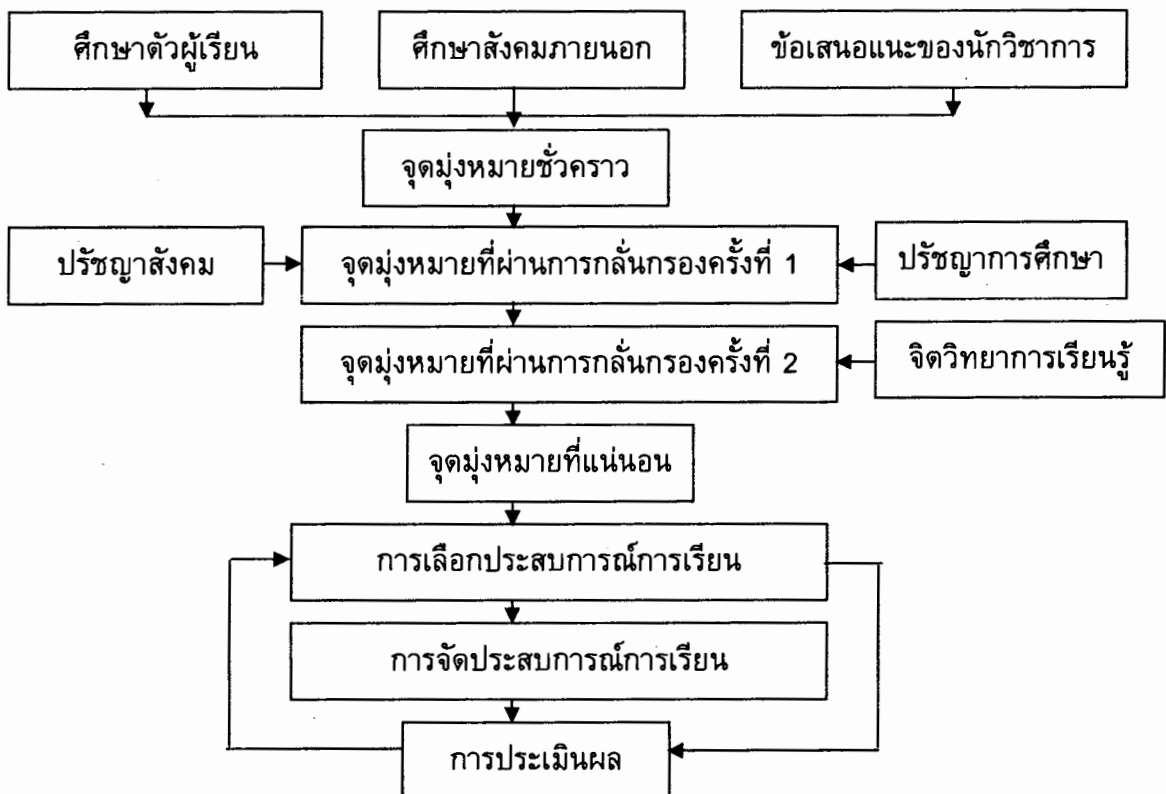 ศึกษาตัวผู้เรียน
ศึกษาสังคมภายนอก
ข้อเสนอแนะของนักวิชาการ
จุดมุ่งหมายชั่วคราว
ปรัชญาสังคม
จุดมุ่งหมายที่ผ่านการกลั่นกรองครั้งที่ 1
ปรัชญาการศึกษา
จุดมุ่งหมายที่ผ่านการกลั่นกรองครั้งที่ 2
จิตวิทยาการเรียนรู้
จุดมุ่งหมายที่แน่นอน
การเลือกประสบการณ์การเรียน
การจัดประสบการณ์การเรียน
การประเมินผล